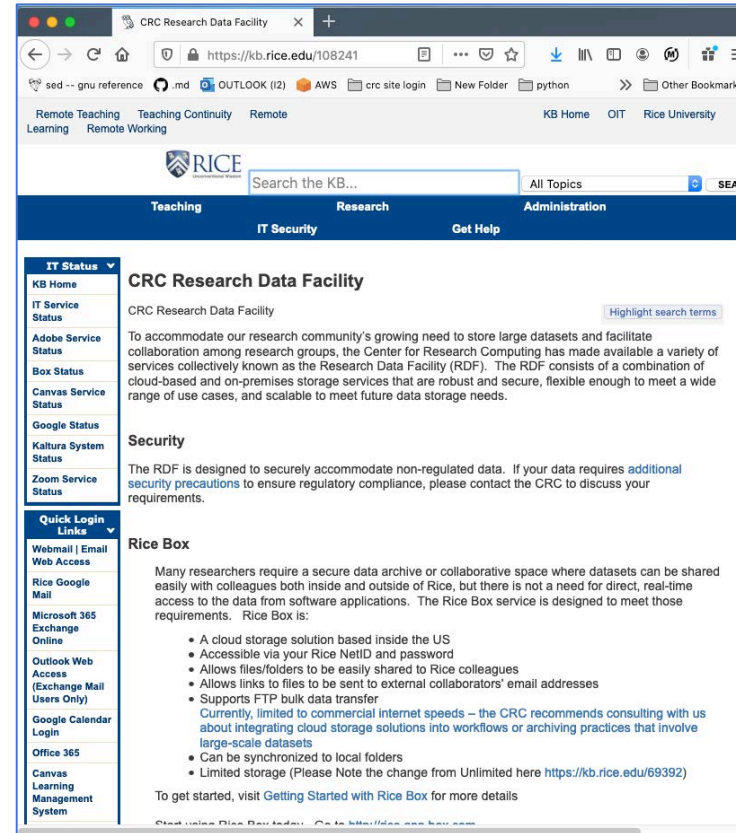 CRC Research Data Facility
https://kb.rice.edu/108241
sed -- gnu reference
.md
OUTLOOK (I2)
AWS
crc site login
New Folder
python
Other Bookmark
Remote Teaching Teaching Continuity Remote
Learning Remote Working
KB Home OIT Rice University
RICE
Unconventional Wisdom
Search the KB...
All Topics
SEA
Teaching Research Administration
IT Security Get Help
IT Status
KB Home
IT Service
Status
Adobe Service
Status
Box Status
Canvas Service
Status
Google Status
Kaltura System
Status
Zoom Service
Status
Quick Login
Links
Webmail | Email
Web Access
Rice Google
Mail
Microsoft 365
Exchange
Online
Outlook Web
Access
(Exchange Mail
Users Only)
Google Calendar
Login
Office 365
Canvas
Learning
Management
System
CRC Research Data Facility
CRC Research Data Facility
Highlight search terms
To accommodate our research community's growing need to store large datasets and facilitate
collaboration among research groups, the Center for Research Computing has made available a variety of
services collectively known as the Research Data Facility (RDF). The RDF consists of a combination of
cloud-based and on-premises storage services that are robust and secure, flexible enough to meet a wide
range of use cases, and scalable to meet future data storage needs.
Security
The RDF is designed to securely accommodate non-regulated data. If your data requires additional
security precautions to ensure regulatory compliance, please contact the CRC to discuss your
requirements.
Rice Box
Many researchers require a secure data archive or collaborative space where datasets can be shared
easily with colleagues both inside and outside of Rice, but there is not a need for direct, real-time
access to the data from software applications. The Rice Box service is designed to meet those
requirements. Rice Box is:
• A cloud storage solution based inside the US
• Accessible via your Rice NetID and password
• Allows files/folders to be easily shared to Rice colleagues
• Allows links to files to be sent to external collaborators' email addresses
• Supports FTP bulk data transfer
Currently, limited to commercial internet speeds – the CRC recommends consulting with us
about integrating cloud storage solutions into workflows or archiving practices that involve
large-scale datasets
• Can be synchronized to local folders
• Limited storage (Please Note the change from Unlimited here https://kb.rice.edu/69392)
To get started, visit Getting Started with Rice Box for more details
Start using Rice Box today. Go to http://rice.app.box.com